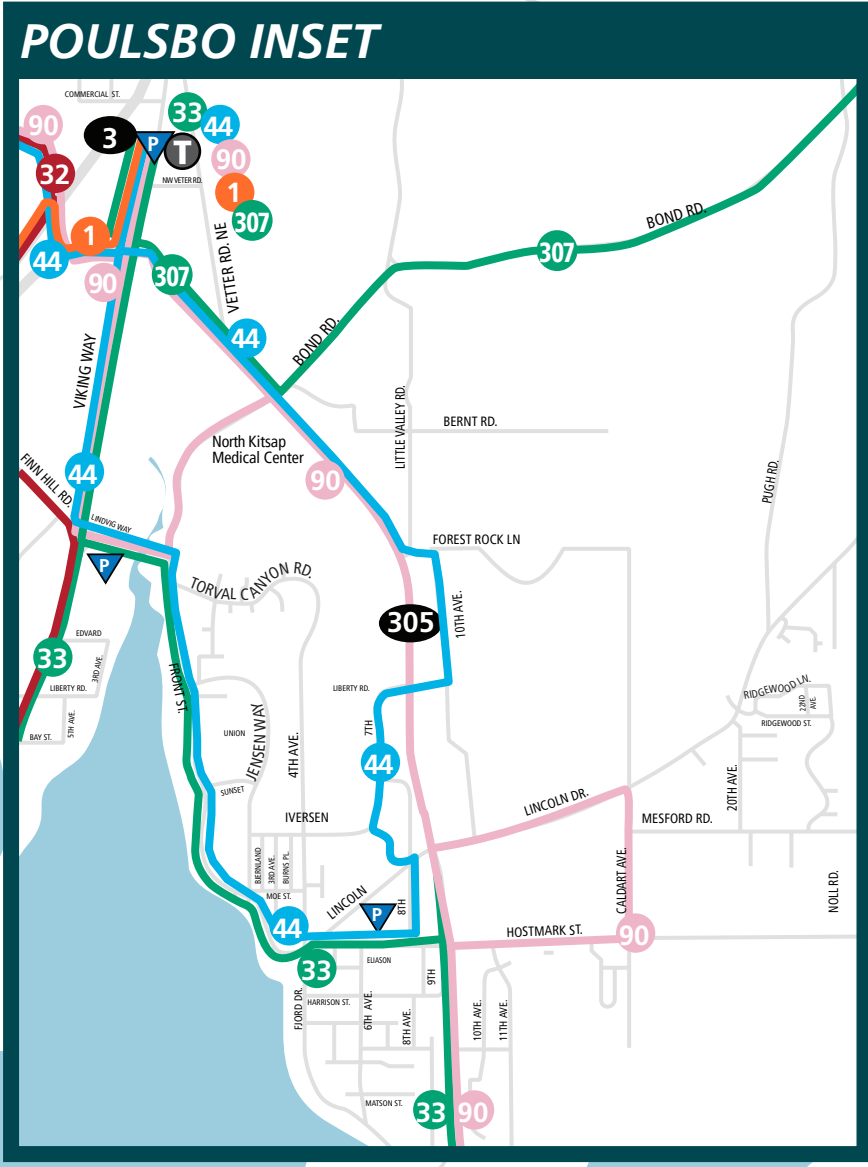 POULSBO INSET
COMMERCIAL ST.
90
3
P
T
33
44
90
1
307
32
NW VETER RD.
1
44
90
307
VETTER RD. NE
BOND RD.
307
44
BOND RD.
VIKING WAY
LITTLE VALLEY RD.
BERNT RD.
North Kitsap
Medical Center
90
PUGH RD.
44
FINN HILL RD.
LINDVIG WAY
P
FOREST ROCK LN
TORVAL CANYON RD.
305
10TH AVE.
EDVARD
33
3RD AVE.
LIBERTY RD.
5TH AVE.
BAY ST.
FRONT ST.
LIBERTY RD.
RIDGEWOOD LN.
22ND
AVE.
RIDGEWOOD ST.
UNION
JENSEN WAY
4TH AVE.
7TH
44
SUNSET
20TH AVE.
LINCOLN DR.
IVERSEN
MESFORD RD.
BJERNLAND
3RD AVE.
BURNS PL.
MOE ST.
LINCOLN
P
8TH
CALDART AVE.
NOLL RD.
44
HOSTMARK ST.
90
33
ELIASON
9TH
FJORD DR.
HARRISON ST.
6TH AVE.
8TH AVE.
10TH AVE.
11TH AVE.
MATSON ST.
33
90